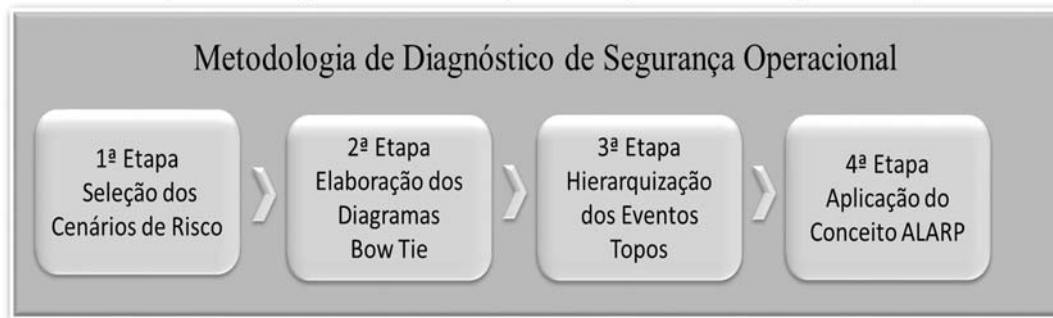 Metodologia de Diagnóstico de Segurança Operacional
1ª Etapa
Seleção dos
Cenários de Risco
2ª Etapa
Elaboração dos
Diagramas
Bow Tie
3ª Etapa
Hierarquização
dos Eventos
Topos
4ª Etapa
Aplicação do
Conceito ALARP